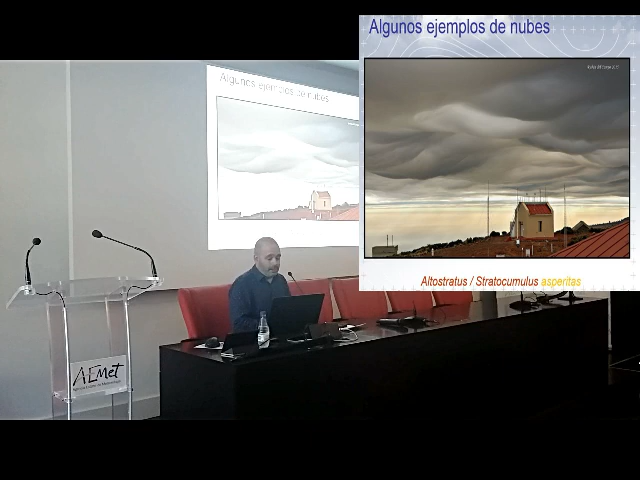 Algunos ejemplos de nubes
Algunos ejemplos de nubes
Altostratus / Stratocumulus asperitas
AEMet